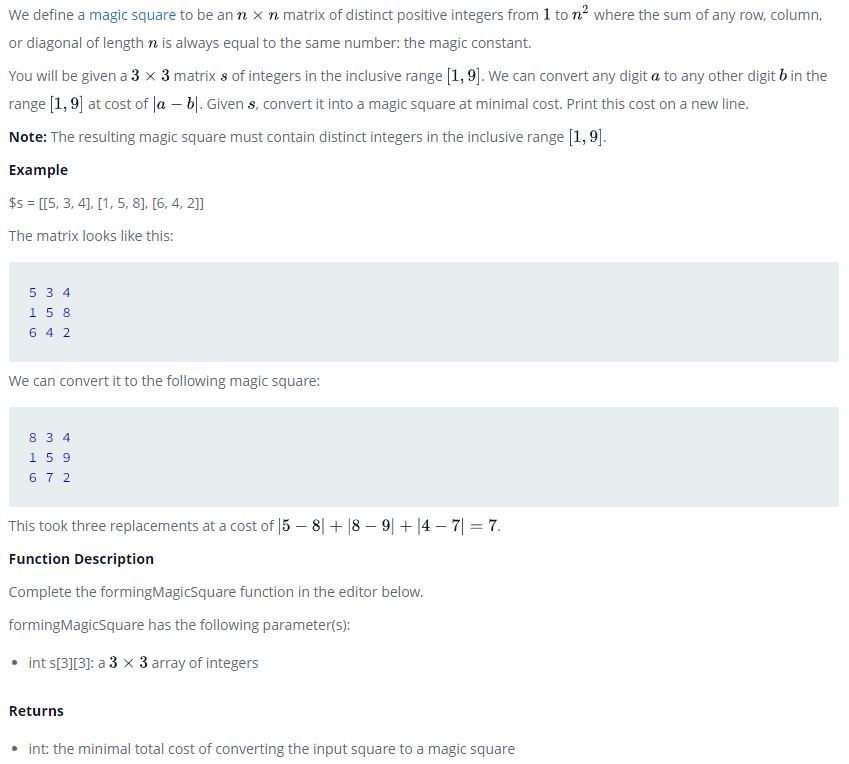 We define a magic square to be an n × n matrix of distinct positive integers from 1 to n² where the sum of any row, column,
or diagonal of length n is always equal to the same number: the magic constant.
You will be given a 3 × 3 matrix s of integers in the inclusive range [1, 9]. We can convert any digit a to any other digit b in the
range [1, 9] at cost of |a − b|. Given s, convert it into a magic square at minimal cost. Print this cost on a new line.
Note: The resulting magic square must contain distinct integers in the inclusive range [1, 9].
Example
$s = [[5, 3, 4], [1, 5, 8], [6, 4, 2]]
The matrix looks like this:
5 3 4
1 5 8
6 4 2
We can convert it to the following magic square:
8 3 4
1 5 9
6 7 2
This took three replacements at a cost of |5 − 8| + |8 − 9| + |4 − 7| = 7.
Function Description
Complete the formingMagicSquare function in the editor below.
formingMagicSquare has the following parameter(s):
• int s[3][3]: a 3 × 3 array of integers
Returns
• int: the minimal total cost of converting the input square to a magic square